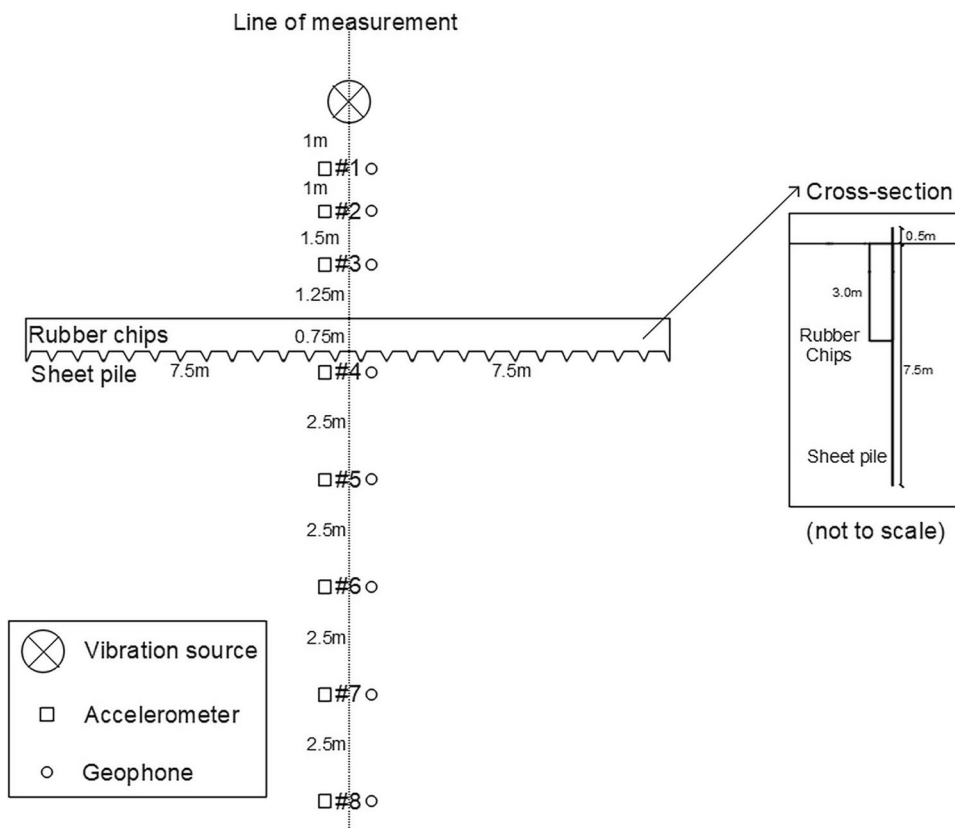 Line of measurement
1m
#1
1m
#2
1.5m
#3
1.25m
Rubber chips
0.75m
Sheet pile
7.5m
7.5m
#4
2.5m
#5
2.5m
#6
2.5m
#7
2.5m
#8
Cross-section
0.5m
3.0m
Rubber
Chips
7.5m
Sheet pile
(not to scale)
Vibration source
Accelerometer
Geophone